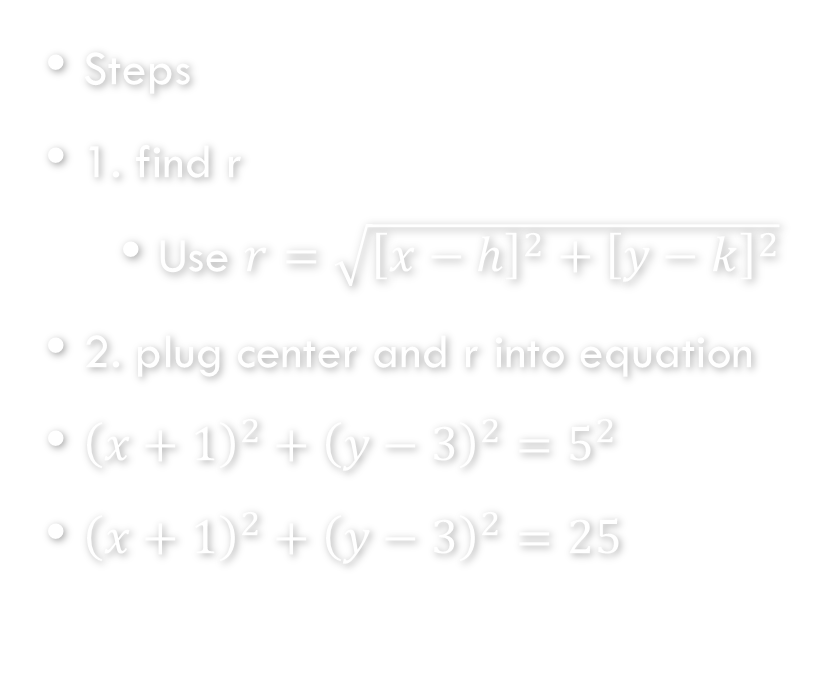 • Steps
• 1. find r
• Use r = √[x − h]² + [y − k]²
• 2. plug center and r into equation
• (x + 1)² + (y − 3)² = 5²
• (x + 1)² + (y − 3)² = 25